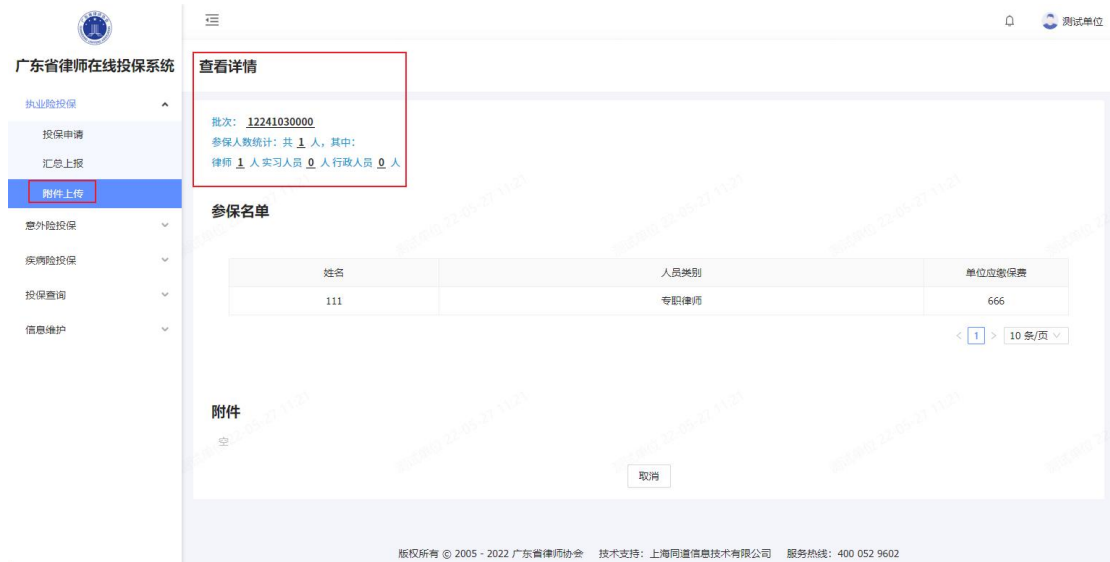 测试单位
广东省律师在线投保系统
查看详情
执业险投保
投保申请
汇总上报
附件上传
意外险投保
疾病险投保
投保查询
信息维护
批次： 12241030000
参保人数统计：共 1 人，其中：
律师 1 人 实习人员 0 人 行政人员 0 人
参保名单
姓名 人员类别 单位应缴保费
111 专职律师 666
< 1 > 10 条/页
附件
空
取消
版权所有 © 2005 - 2022 广东省律师协会 技术支持：上海同道信息技术有限公司 服务热线：400 052 9602